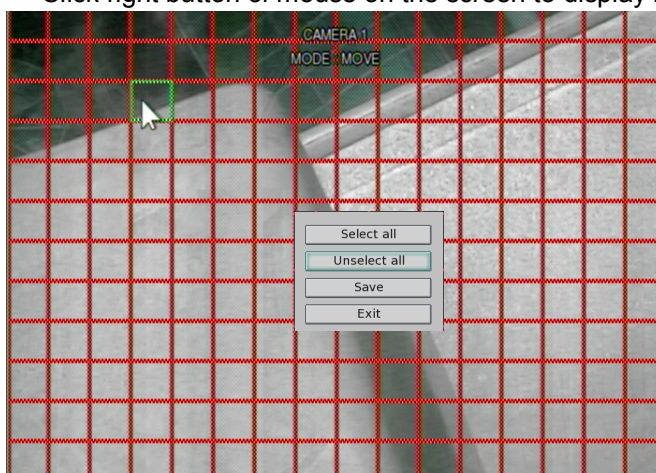 Click right button of mouse on the screen to display
CAMERA 1
MODE : MOVE
Select all
Unselect all
Save
Exit